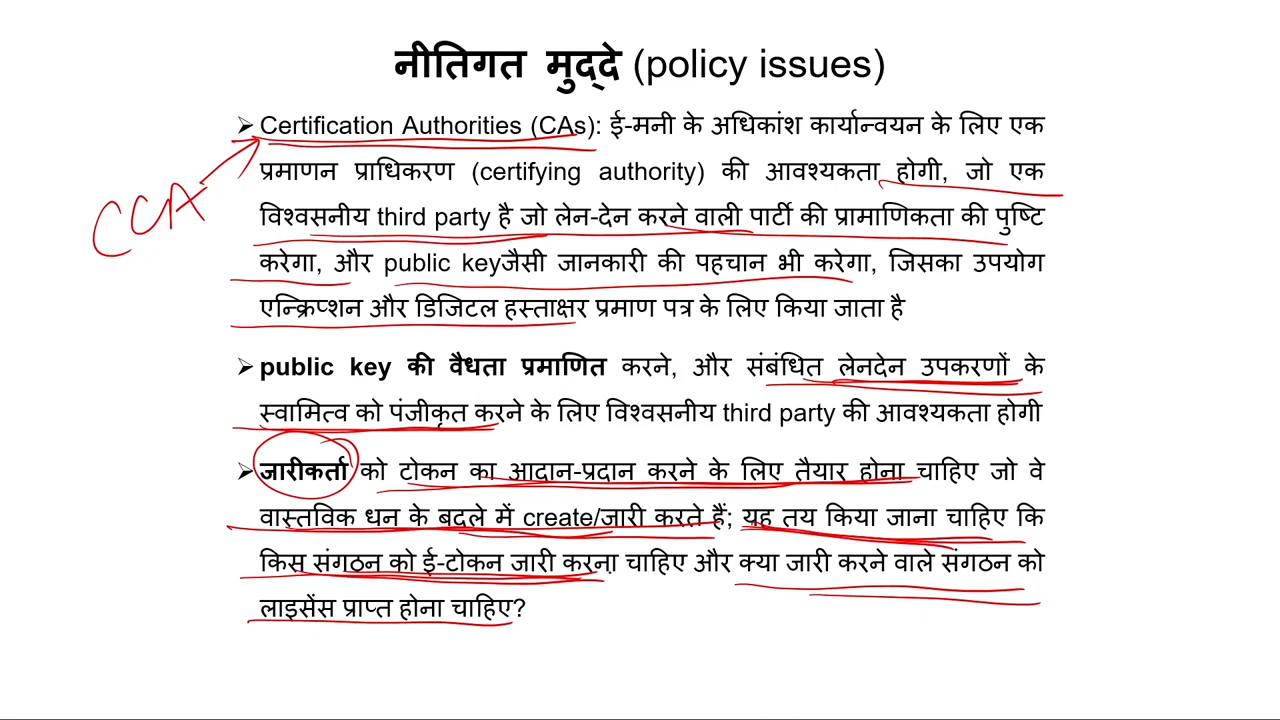 नीतिगत मुद्दे (policy issues)
➢ Certification Authorities (CAs): ई-मनी के अधिकांश कार्यान्वयन के लिए एक
प्रमाणन प्राधिकरण (certifying authority) की आवश्यकता होगी, जो एक
CCA
विश्वसनीय third party है जो लेन-देन करने वाली पार्टी की प्रामाणिकता की पुष्टि
करेगा, और public keyजैसी जानकारी की पहचान भी करेगा, जिसका उपयोग
एन्क्रिप्शन और डिजिटल हस्ताक्षर प्रमाण पत्र के लिए किया जाता है
➢ public key की वैधता प्रमाणित करने, और संबंधित लेनदेन उपकरणों के
स्वामित्व को पंजीकृत करने के लिए विश्वसनीय third party की आवश्यकता होगी
➢ जारीकर्ता को टोकन का आदान-प्रदान करने के लिए तैयार होना चाहिए जो वे
वास्तविक धन के बदले में create/जारी करते हैं; यह तय किया जाना चाहिए कि
किस संगठन को ई-टोकन जारी करना चाहिए और क्या जारी करने वाले संगठन को
लाइसेंस प्राप्त होना चाहिए?